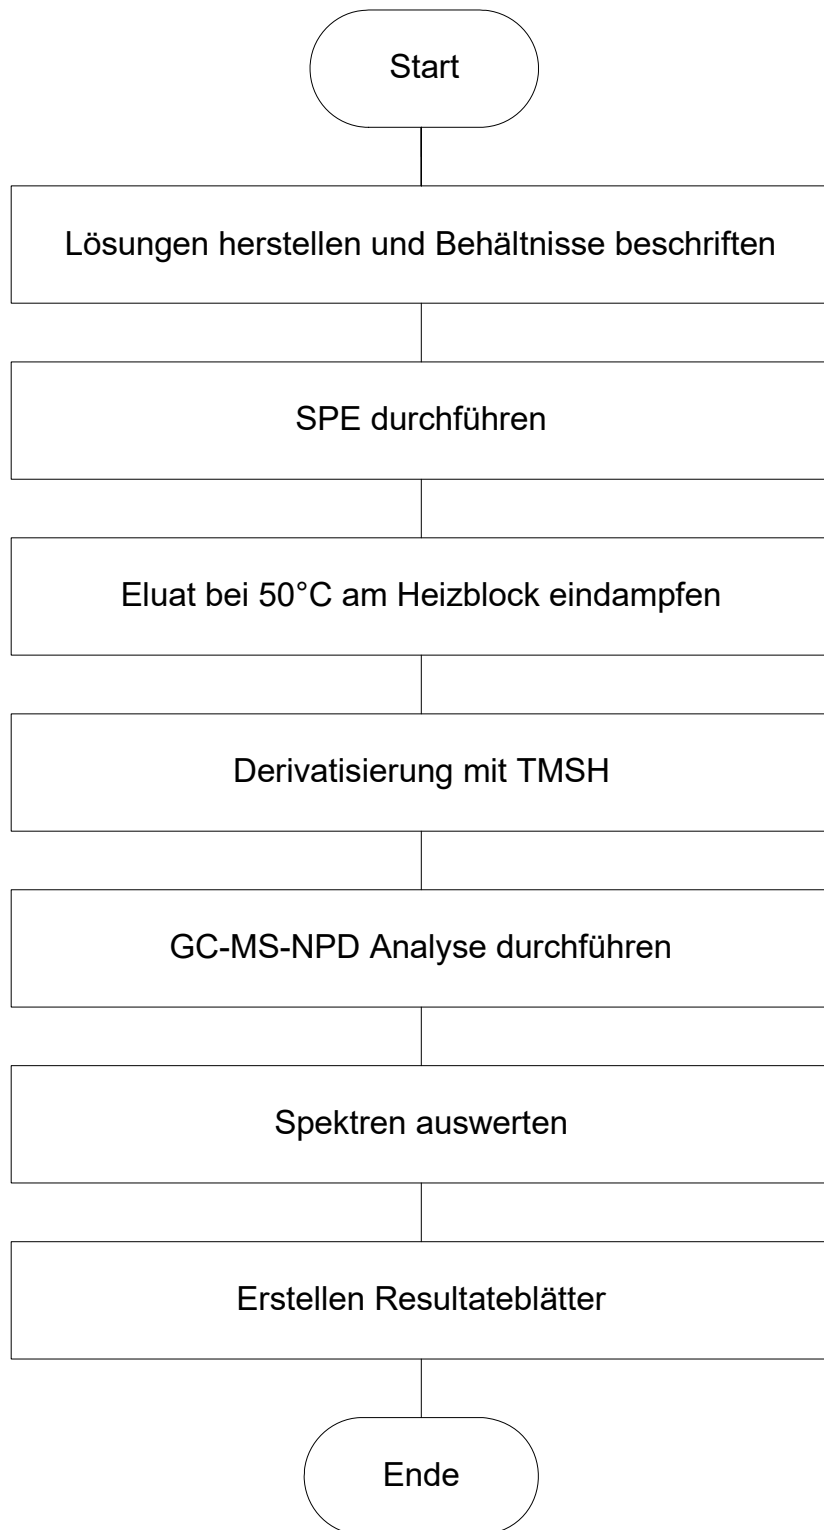 Start
Lösungen herstellen und Behältnisse beschriften
SPE durchführen
Eluat bei 50°C am Heizblock eindampfen
Derivatisierung mit TMSH
GC-MS-NPD Analyse durchführen
Spektren auswerten
Erstellen Resultateblätter
Ende